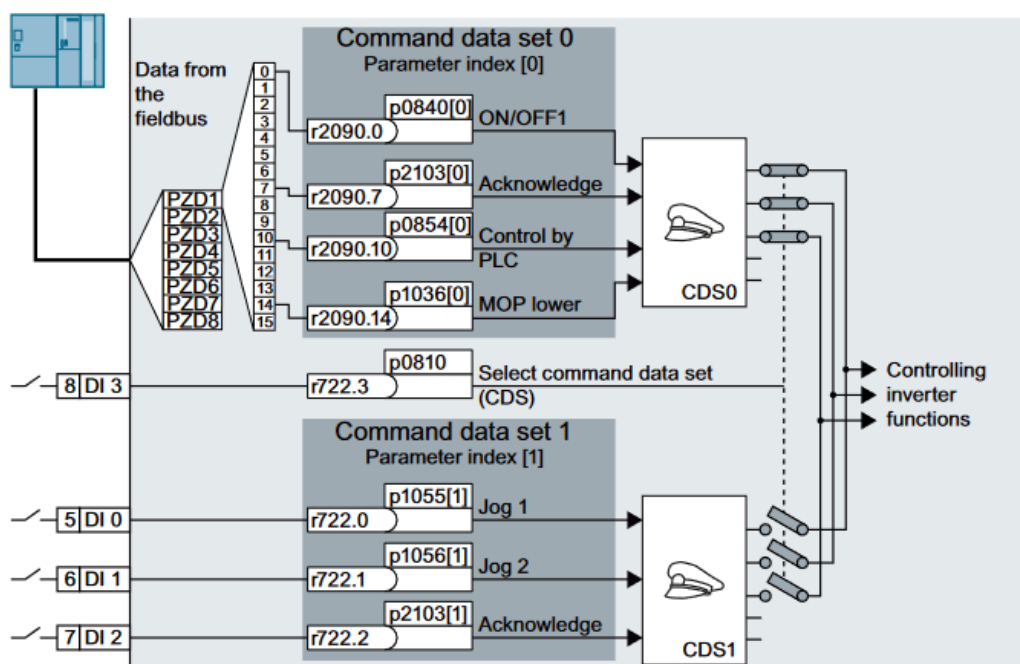 Command data set 0
Parameter index [0]
Data from
the
fieldbus
PZD1
PZD2
PZD3
PZD4
PZD5
PZD6
PZD7
PZD8
0
1
2
3
4
5
6
7
8
9
10
11
12
13
14
15
p0840[0]
r2090.0
ON/OFF1
p2103[0]
r2090.7
Acknowledge
p0854[0]
r2090.10
Control by
PLC
p1036[0]
r2090.14
MOP lower
CDS0
8 DI 3
p0810
r722.3
Select command data set
(CDS)
Controlling
inverter
functions
Command data set 1
Parameter index [1]
5 DI 0
p1055[1]
r722.0
Jog 1
6 DI 1
p1056[1]
r722.1
Jog 2
7 DI 2
p2103[1]
r722.2
Acknowledge
CDS1